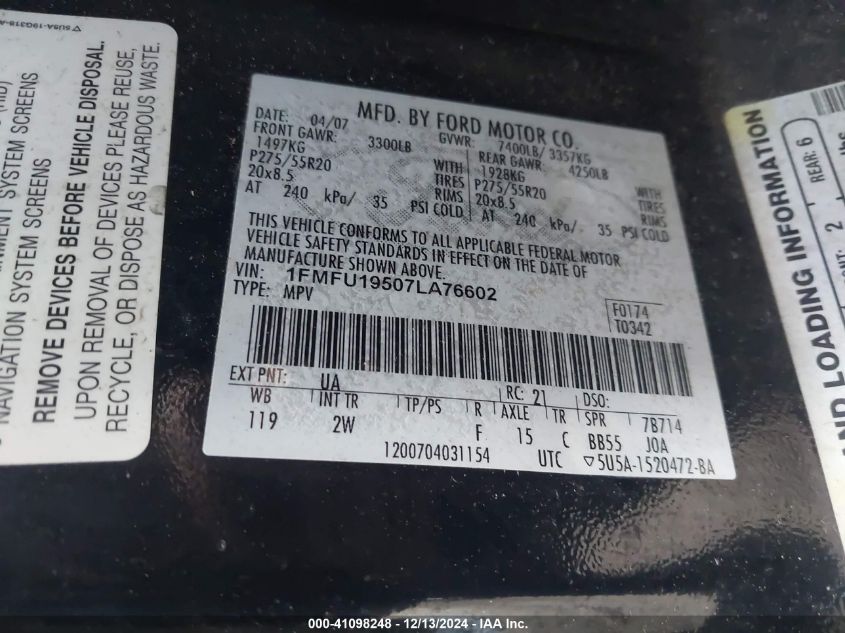 ▽5U5A-19G318-A
NAVIGATION SYSTEM SCREENS
REMOVE DEVICES BEFORE VEHICLE DISPOSAL.
UPON REMOVAL OF DEVICES PLEASE REUSE,
RECYCLE, OR DISPOSE AS HAZARDOUS WASTE.
MFD. BY FORD MOTOR CO.
DATE: 04/07 GVWR: 7400LB/ 3357KG
FRONT GAWR: 3300LB REAR GAWR: 4250LB
1497KG WITH 1928KG WITH
P275/55R20 TIRES P275/55R20 TIRES
20x8.5 RIMS 20x8.5 RIMS
AT 240 kPa/ 35 PSI COLD AT 240 kPa/ 35 PSI COLD
THIS VEHICLE CONFORMS TO ALL APPLICABLE FEDERAL MOTOR
VEHICLE SAFETY STANDARDS IN EFFECT ON THE DATE OF
MANUFACTURE SHOWN ABOVE.
VIN: 1FMFU19507LA76602
TYPE: MPV
F0174
T0342
EXT PNT: UA RC: 21 DSO:
WB INT TR TP/PS R AXLE TR SPR 7B714
119 2W F 15 C BB55 JOA
1200704031154 UTC ▽5U5A-1520472-BA
AND LOADING INFORMATION
REAR: 6
2
000-41098248 - 12/13/2024 - IAA Inc.